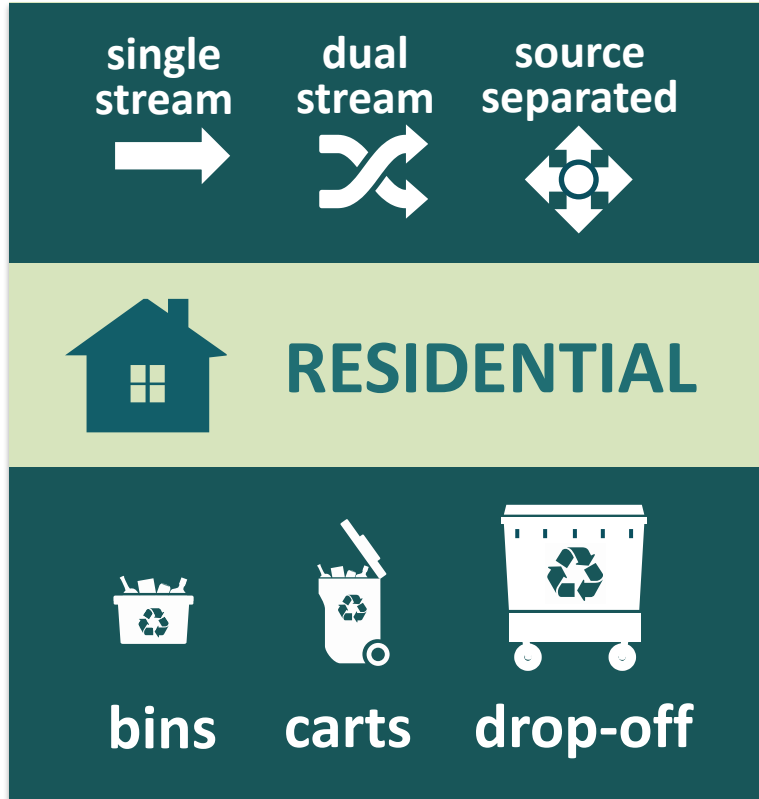 single
stream
dual
stream
source
separated
RESIDENTIAL
bins
carts
drop-off